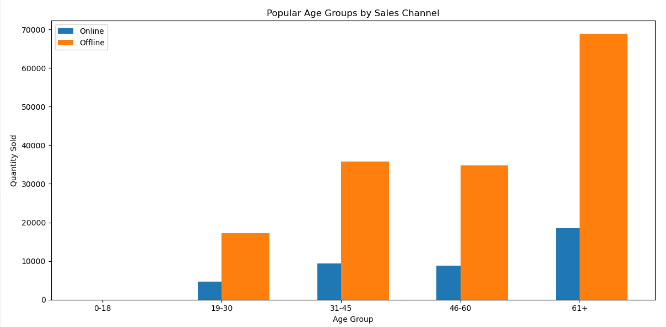 Popular Age Groups by Sales Channel
Online
Offline
70000
60000
50000
40000
30000
20000
10000
0
Quantity Sold
0-18
19-30
31-45
46-60
61+
Age Group